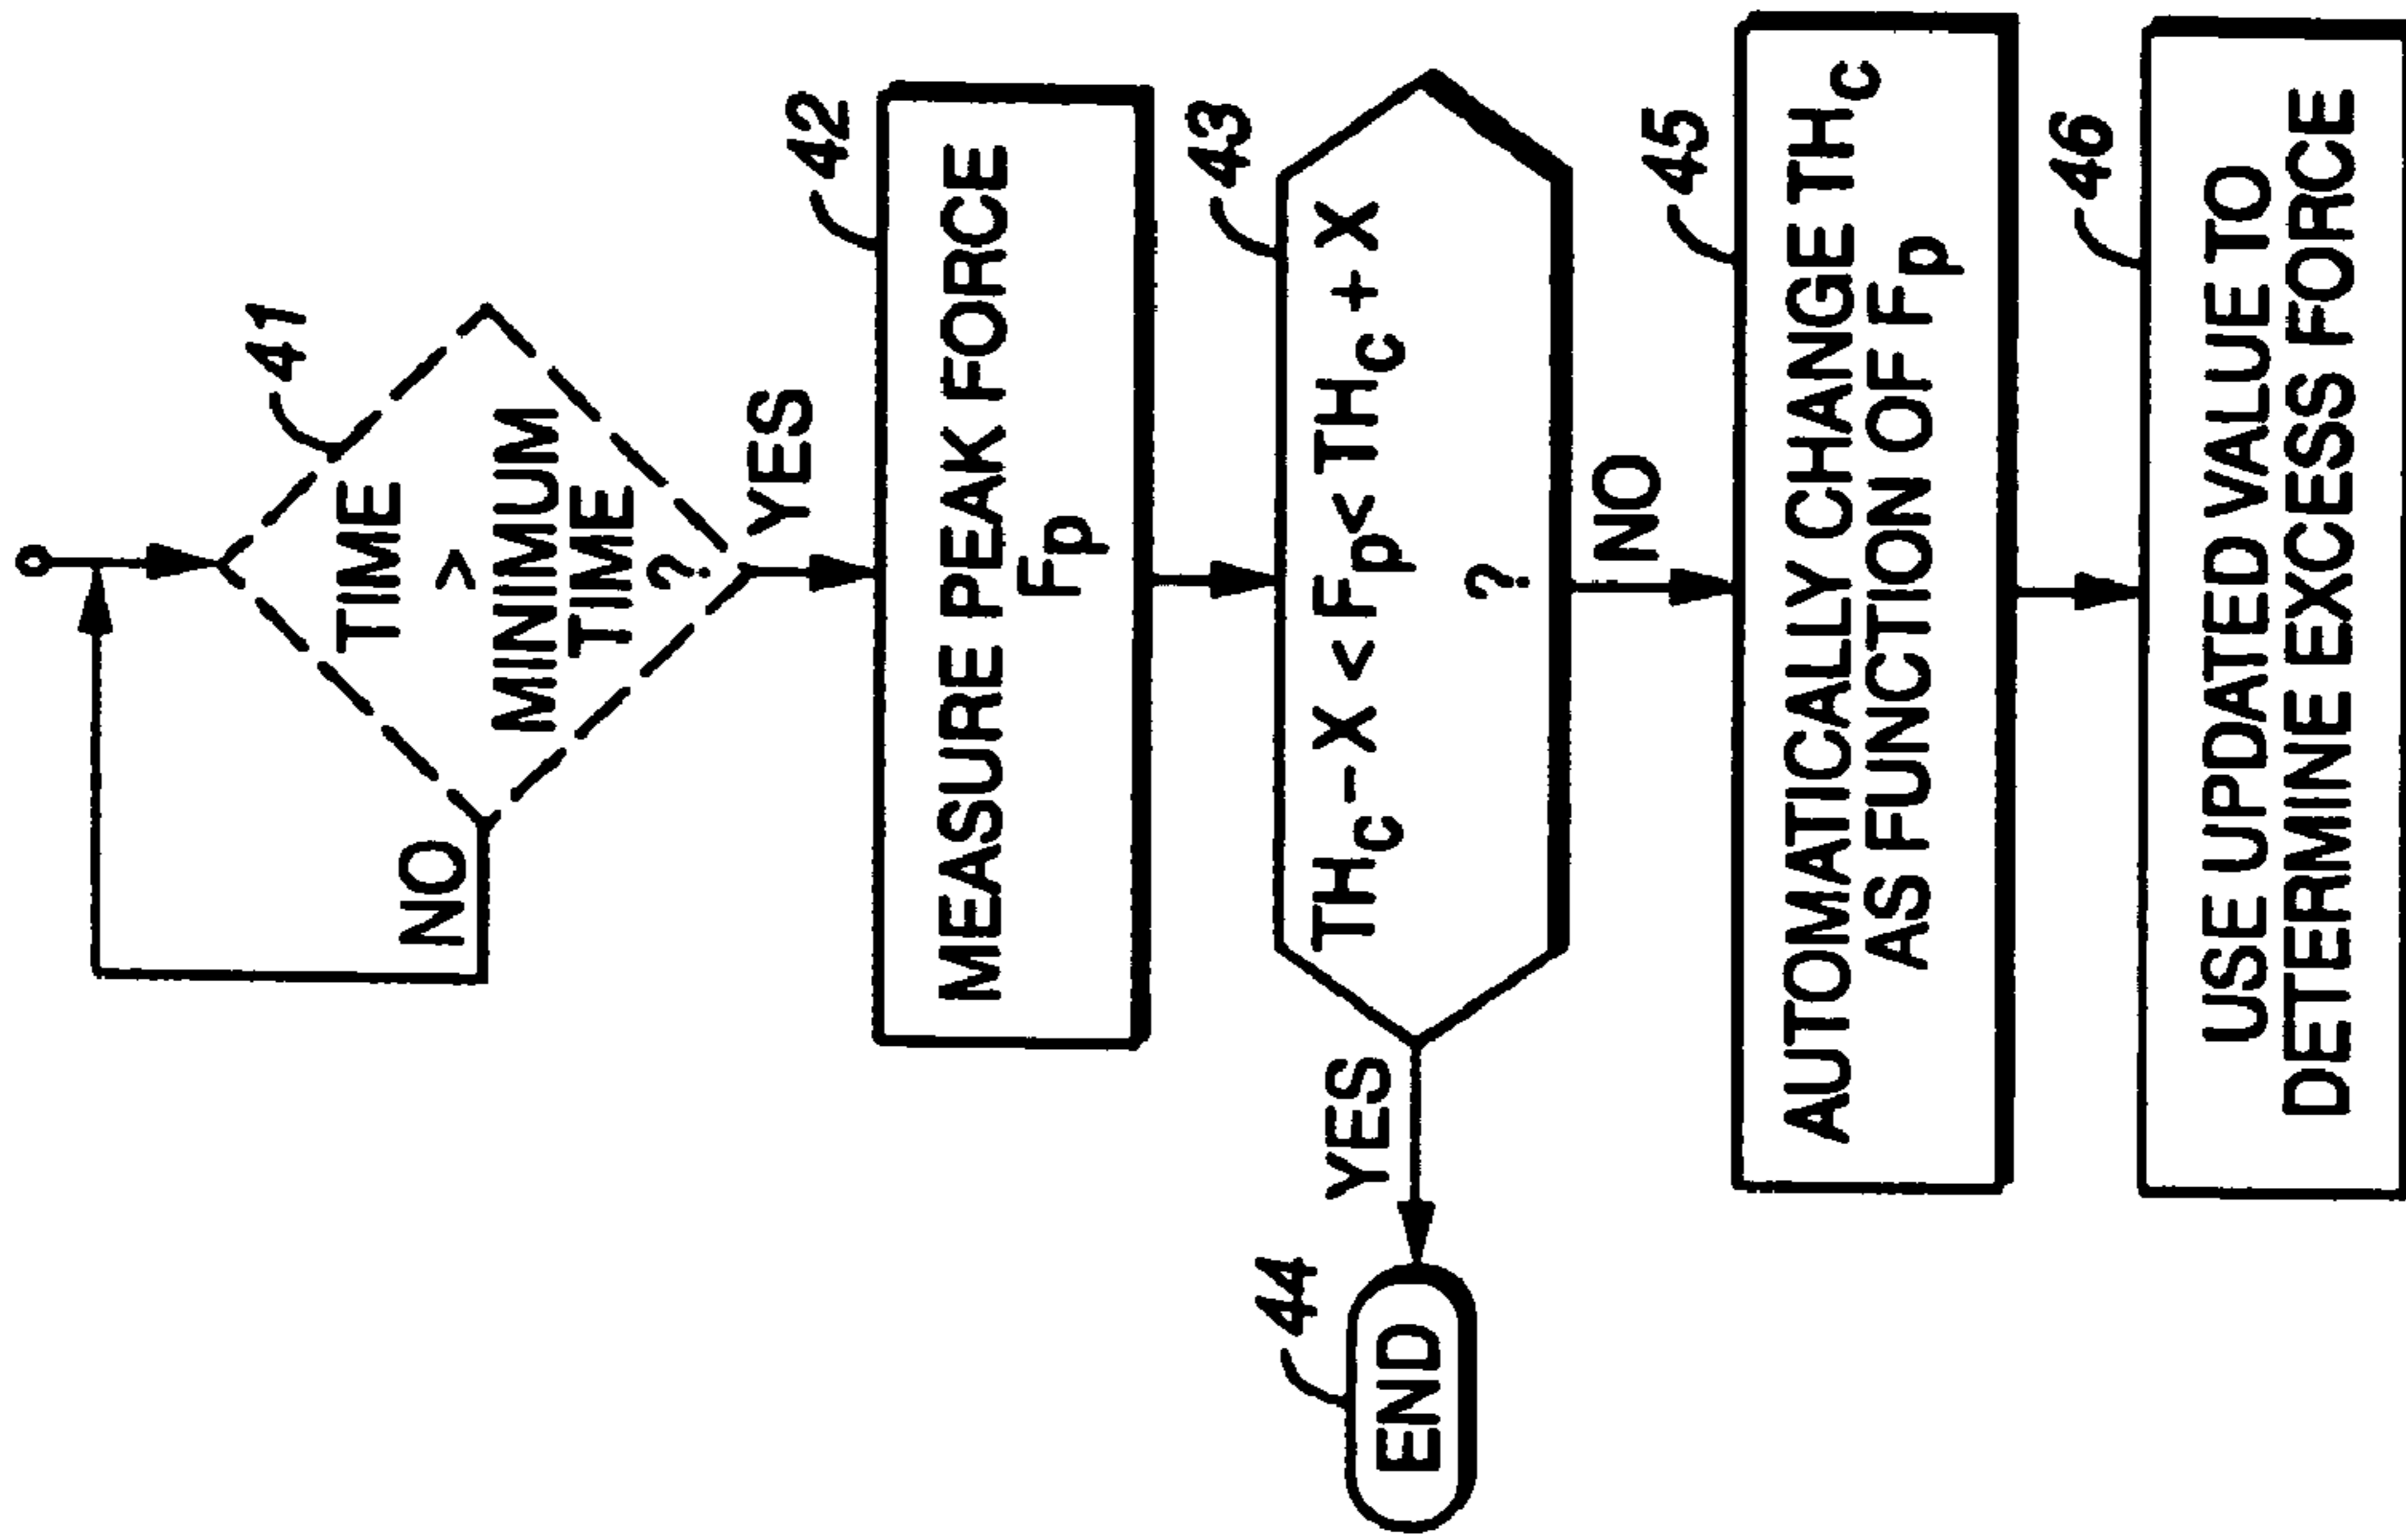 41
TIME
>
MINIMUM
TIME
?
NO
YES
42
MEASURE PEAK FORCE
Fp
43
THc - X < Fp < THc + X
?
YES
44
END
NO
45
AUTOMATICALLY CHANGE THc
AS FUNCTION OF Fp
46
USE UPDATED VALUE TO
DETERMINE EXCESS FORCE